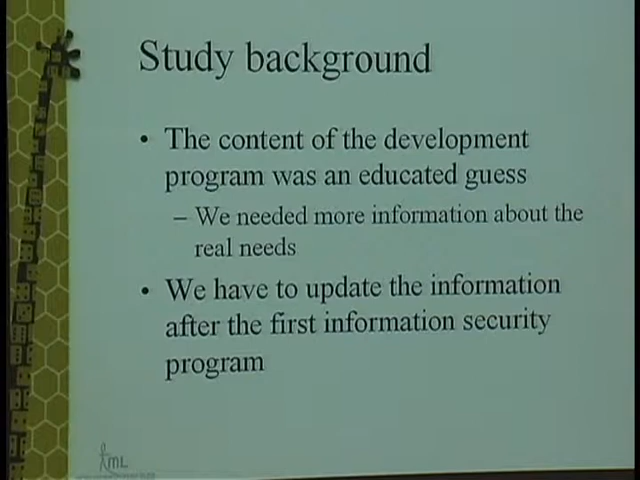 Study background
• The content of the development
program was an educated guess
– We needed more information about the
real needs
• We have to update the information
after the first information security
program
TML